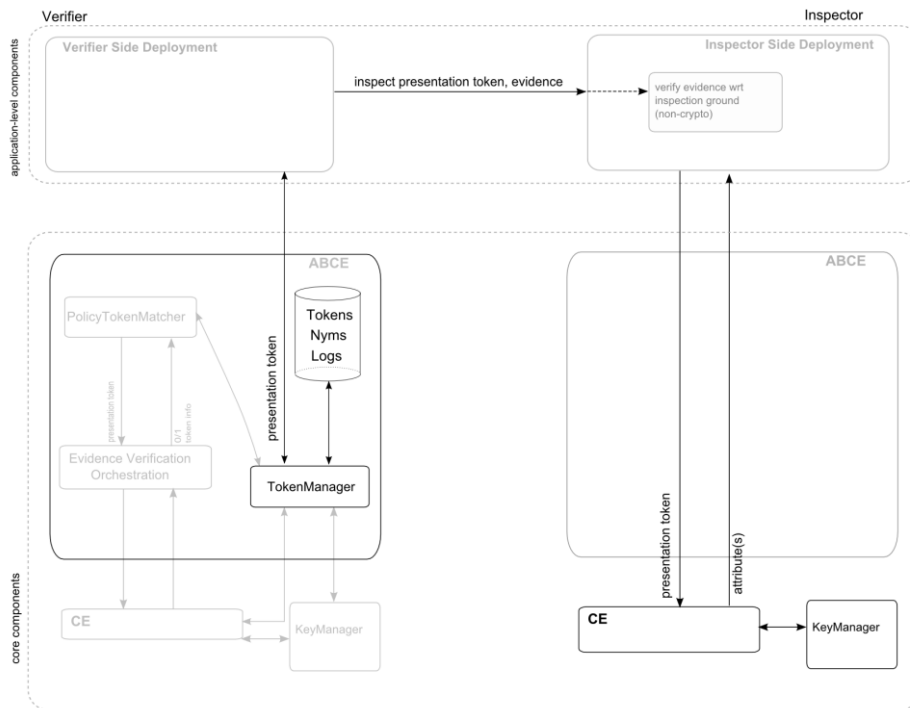 Verifier
Inspector
application-level components
Verifier Side Deployment
Inspector Side Deployment
inspect presentation token, evidence
verify evidence wrt
inspection ground
(non-crypto)
core components
ABCE
PolicyTokenMatcher
Tokens
Nyms
Logs
presentation token
0/1
token info
presentation token
Evidence Verification
Orchestration
TokenManager
CE
KeyManager
ABCE
presentation token
attribute(s)
CE
KeyManager